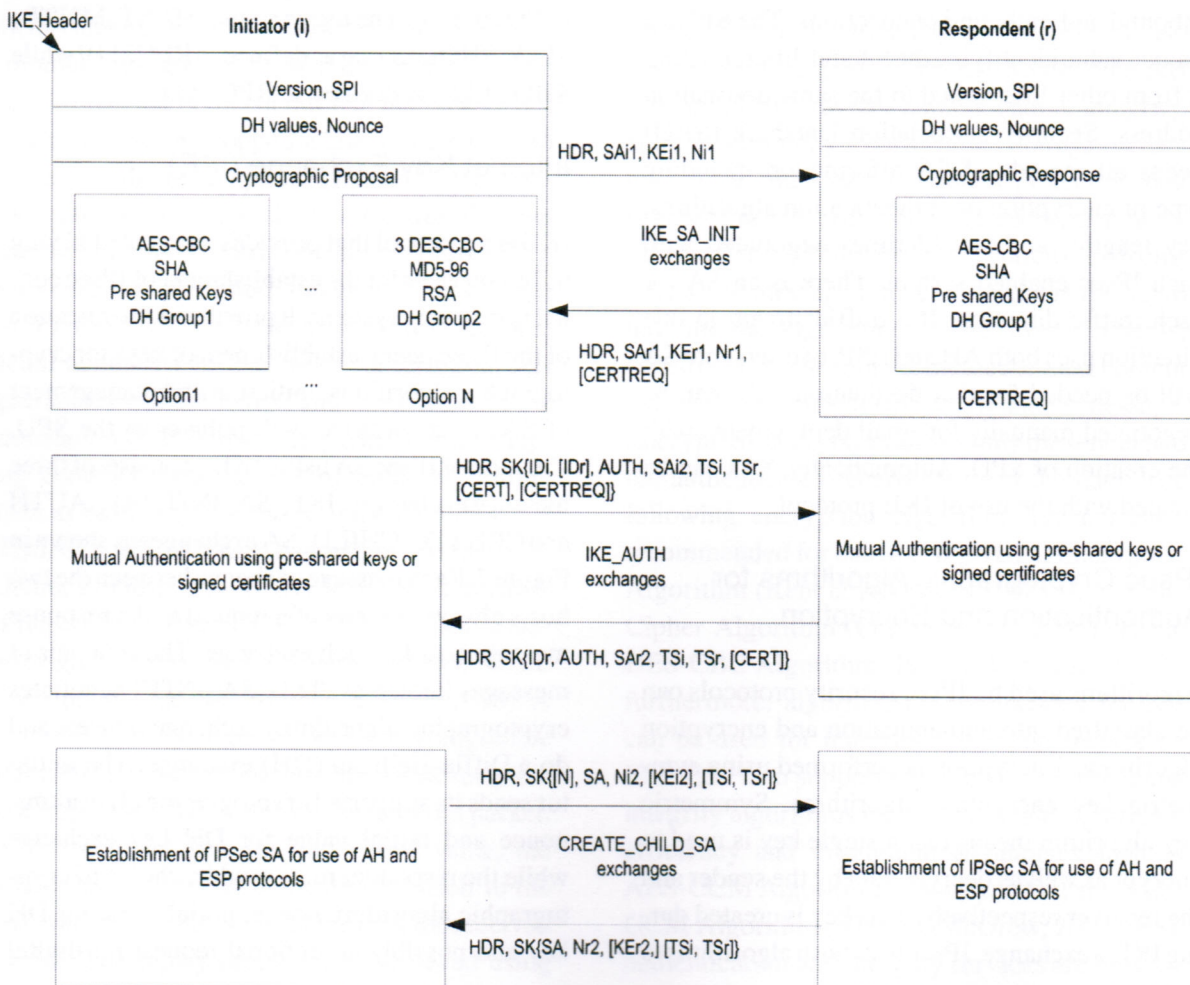 IKE Header
Initiator (i)
Respondent (r)
Version, SPI
DH values, Nounce
Cryptographic Proposal
AES-CBC
SHA
Pre shared Keys
DH Group1
...
3 DES-CBC
MD5-96
RSA
DH Group2
Option1
...
Option N
HDR, SAi1, KEi1, Ni1
IKE_SA_INIT
exchanges
HDR, SAr1, KEr1, Nr1,
[CERTREQ]
Version, SPI
DH values, Nounce
Cryptographic Response
AES-CBC
SHA
Pre shared Keys
DH Group1
[CERTREQ]
HDR, SK{IDi, [IDr], AUTH, SAi2, TSi, TSr,
[CERT], [CERTREQ]}
Mutual Authentication using pre-shared keys or
signed certificates
IKE_AUTH
exchanges
Mutual Authentication using pre-shared keys or
signed certificates
HDR, SK{IDr, AUTH, SAr2, TSi, TSr, [CERT]}
HDR, SK{[N], SA, Ni2, [KEi2], [TSi, TSr]}
Establishment of IPSec SA for use of AH and
ESP protocols
CREATE_CHILD_SA
exchanges
Establishment of IPSec SA for use of AH and
ESP protocols
HDR, SK{SA, Nr2, [KEr2,] [TSi, TSr]}